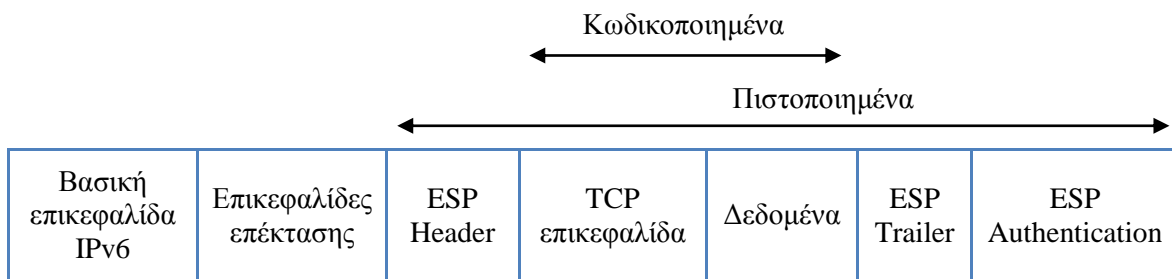 Κωδικοποιημένα
Πιστοποιημένα
Βασική
επικεφαλίδα
IPv6
Επικεφαλίδες
επέκτασης
ESP
Header
TCP
επικεφαλίδα
Δεδομένα
ESP
Trailer
ESP
Authentication